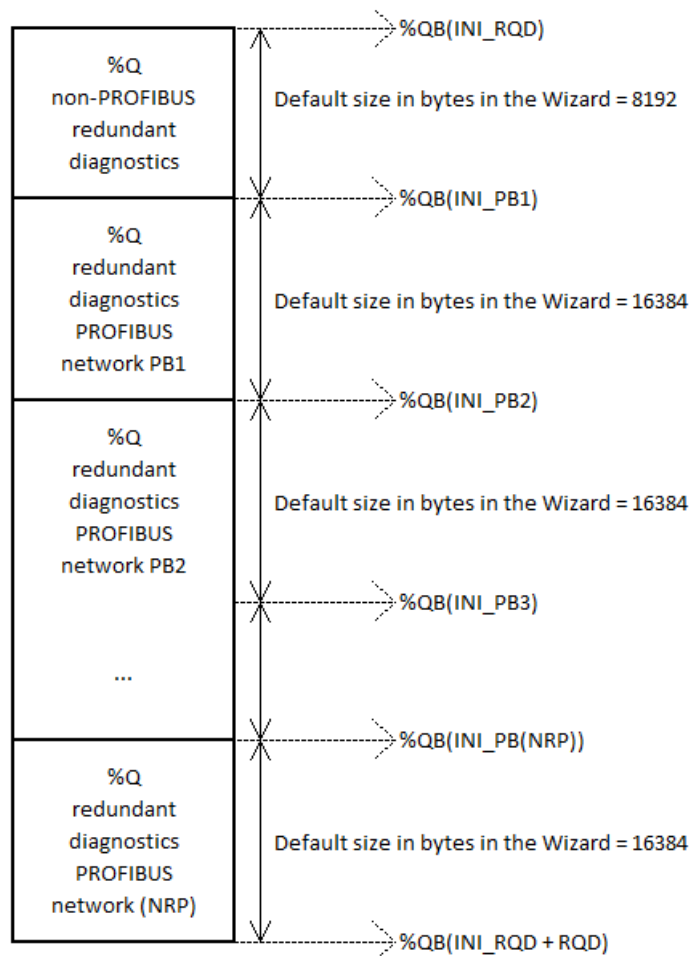 %QB(INI_RQD)
%Q
non-PROFIBUS
redundant
diagnostics
Default size in bytes in the Wizard = 8192
%QB(INI_PB1)
%Q
redundant
diagnostics
PROFIBUS
network PB1
Default size in bytes in the Wizard = 16384
%QB(INI_PB2)
%Q
redundant
diagnostics
PROFIBUS
network PB2
Default size in bytes in the Wizard = 16384
%QB(INI_PB3)
...
%QB(INI_PB(NRP))
%Q
redundant
diagnostics
PROFIBUS
network (NRP)
Default size in bytes in the Wizard = 16384
%QB(INI_RQD + RQD)